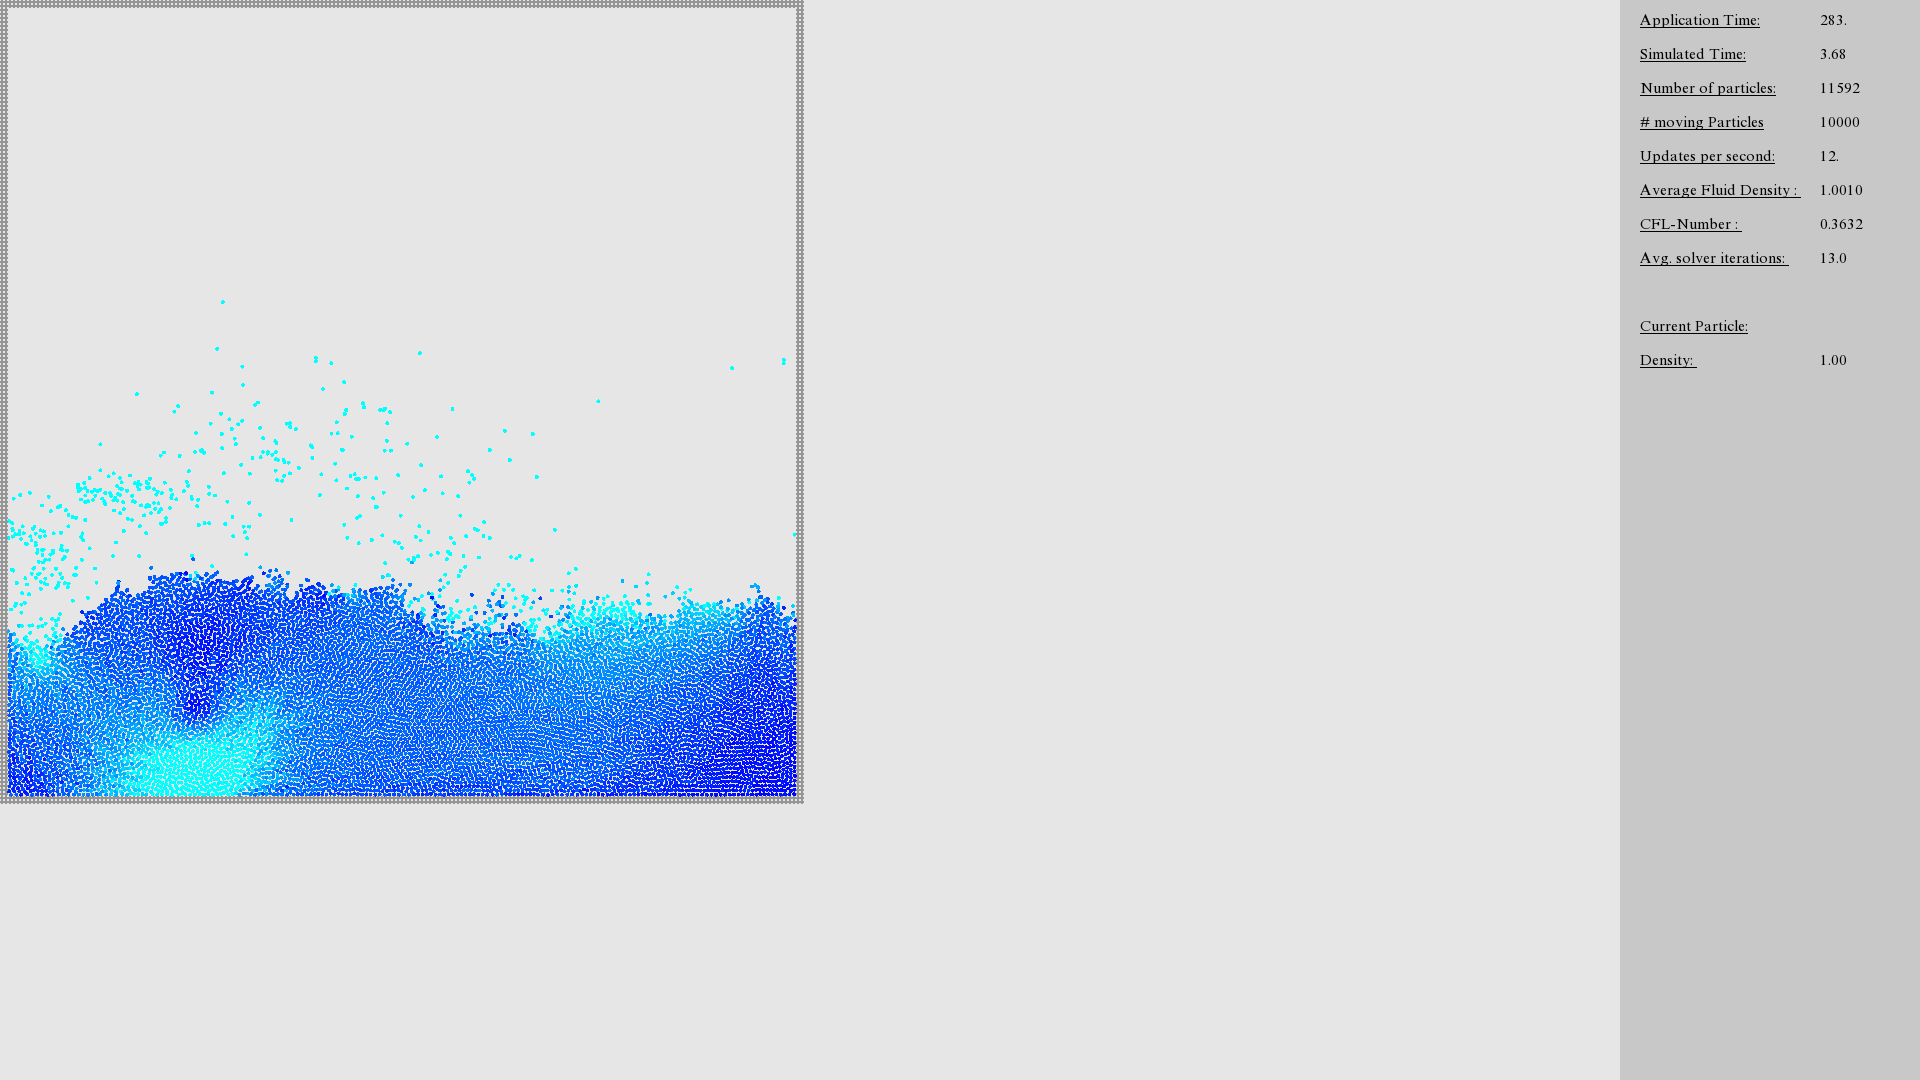 Application Time: 283.
Simulated Time: 3.68
Number of particles: 11592
# moving Particles 10000
Updates per second: 12.
Average Fluid Density : 1.0010
CFL-Number : 0.3632
Avg. solver iterations: 13.0
Current Particle:
Density: 1.00